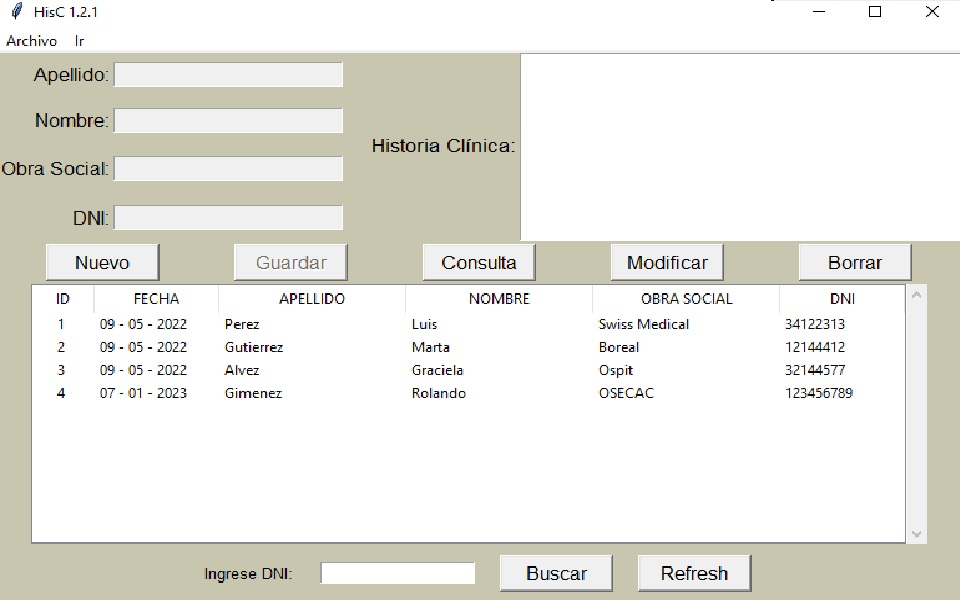 HisC 1.2.1
Archivo Ir
Apellido:
Nombre:
Historia Clínica:
Obra Social:
DNI:
Nuevo Guardar Consulta Modificar Borrar
ID FECHA APELLIDO NOMBRE OBRA SOCIAL DNI
1 09 - 05 - 2022 Perez Luis Swiss Medical 34122313
2 09 - 05 - 2022 Gutierrez Marta Boreal 12144412
3 09 - 05 - 2022 Alvez Graciela Ospit 32144577
4 07 - 01 - 2023 Gimenez Rolando OSECAC 123456789
Ingrese DNI: Buscar Refresh